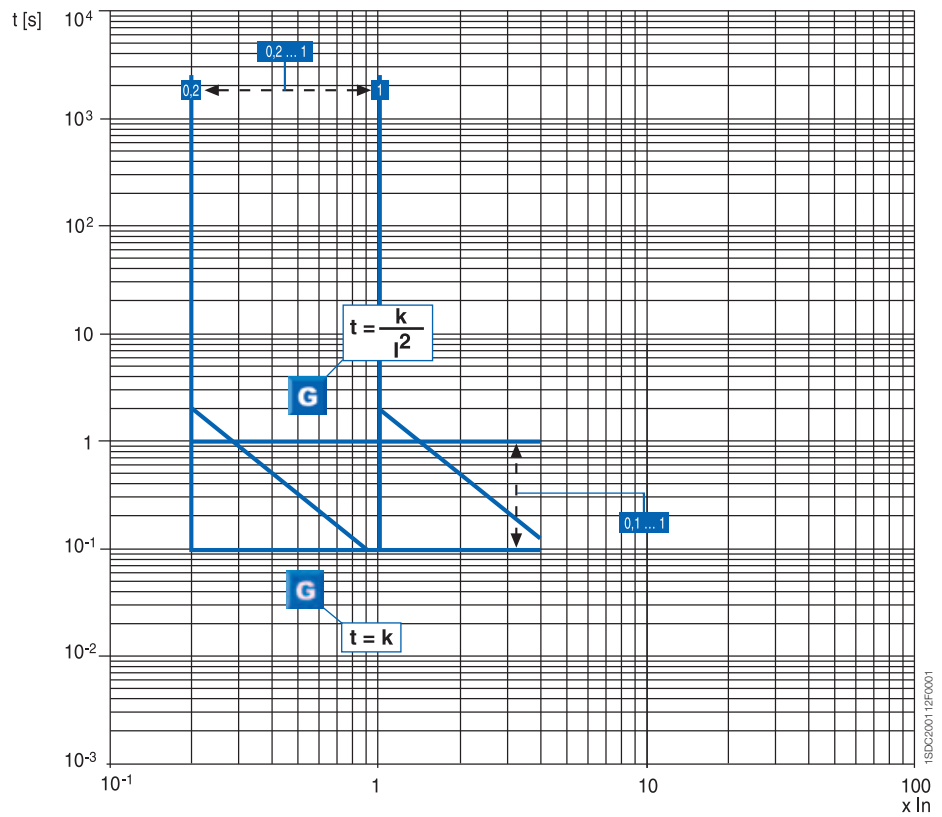 t [s]
10⁴
0,2 ... 1
0,2
1
10³
10²
t = k / I²
10
G
1
0,1 ... 1
10⁻¹
G
t = k
10⁻²
10⁻³
10⁻¹
1
10
100
x In
1SDC200112F0001